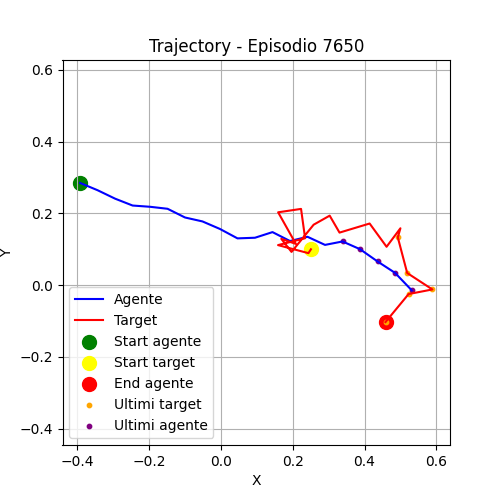 Trajectory - Episodio 7650
0.6
0.4
0.2
0.0
−0.2
−0.4
Y
Agente
Target
Start agente
Start target
End agente
Ultimi target
Ultimi agente
−0.4
−0.2
0.0
0.2
0.4
0.6
X